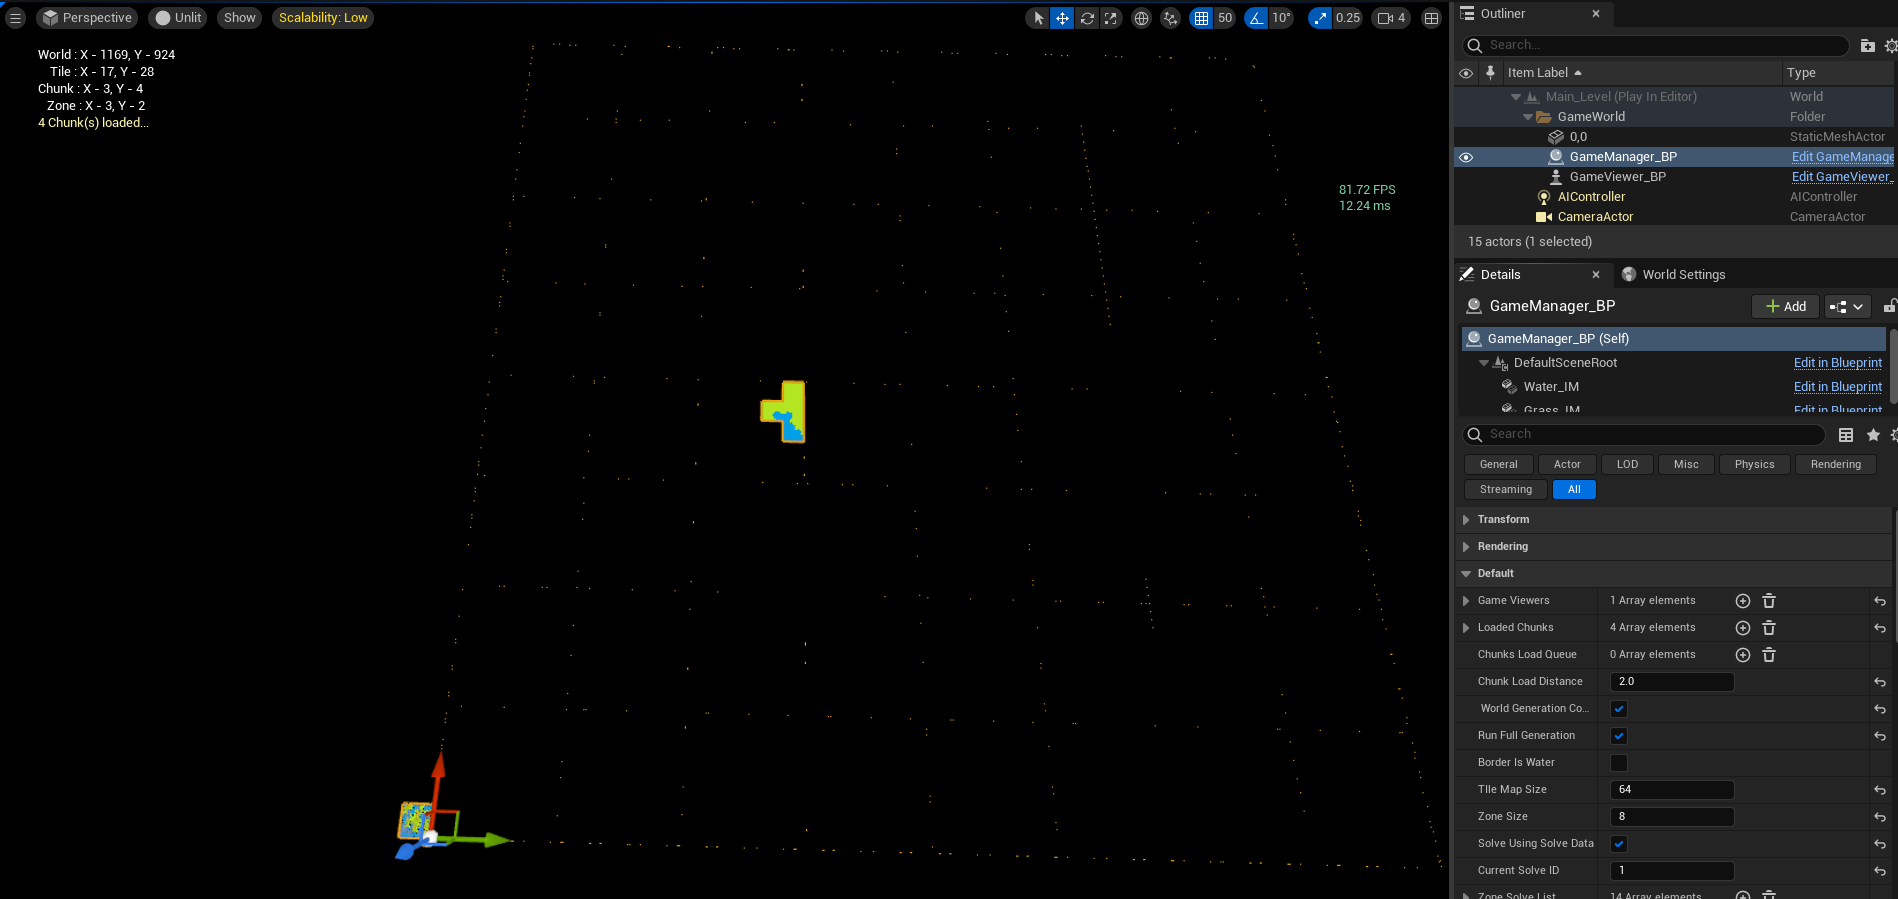 Perspective
Unlit
Show
Scalability: Low
50
10°
0.25
4
World : X - 1169, Y - 924
Tile : X - 17, Y - 28
Chunk : X - 3, Y - 4
Zone : X - 3, Y - 2
4 Chunk(s) loaded...
81.72 FPS
12.24 ms
Outliner
Search...
Item Label
Type
Main_Level (Play In Editor)
World
GameWorld
Folder
0,0
StaticMeshActor
GameManager_BP
Edit GameManage
GameViewer_BP
Edit GameViewer_
AIController
AIController
CameraActor
CameraActor
15 actors (1 selected)
Details
World Settings
GameManager_BP
Add
GameManager_BP (Self)
DefaultSceneRoot
Edit in Blueprint
Water_IM
Edit in Blueprint
Grass_IM
Edit in Blueprint
Search
General
Actor
LOD
Misc
Physics
Rendering
Streaming
All
Transform
Rendering
Default
Game Viewers
1 Array elements
Loaded Chunks
4 Array elements
Chunks Load Queue
0 Array elements
Chunk Load Distance
2.0
World Generation Co...
Run Full Generation
Border Is Water
TIle Map Size
64
Zone Size
8
Solve Using Solve Data
Current Solve ID
1
Zone Solve List
14 Array elements